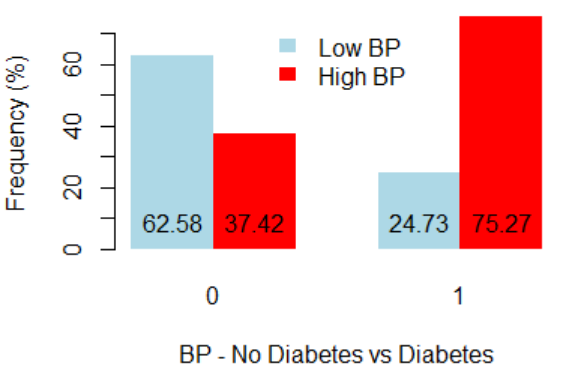 Frequency (%)
60
40
20
0
Low BP
High BP
62.58 37.42 24.73 75.27
0 1
BP - No Diabetes vs Diabetes